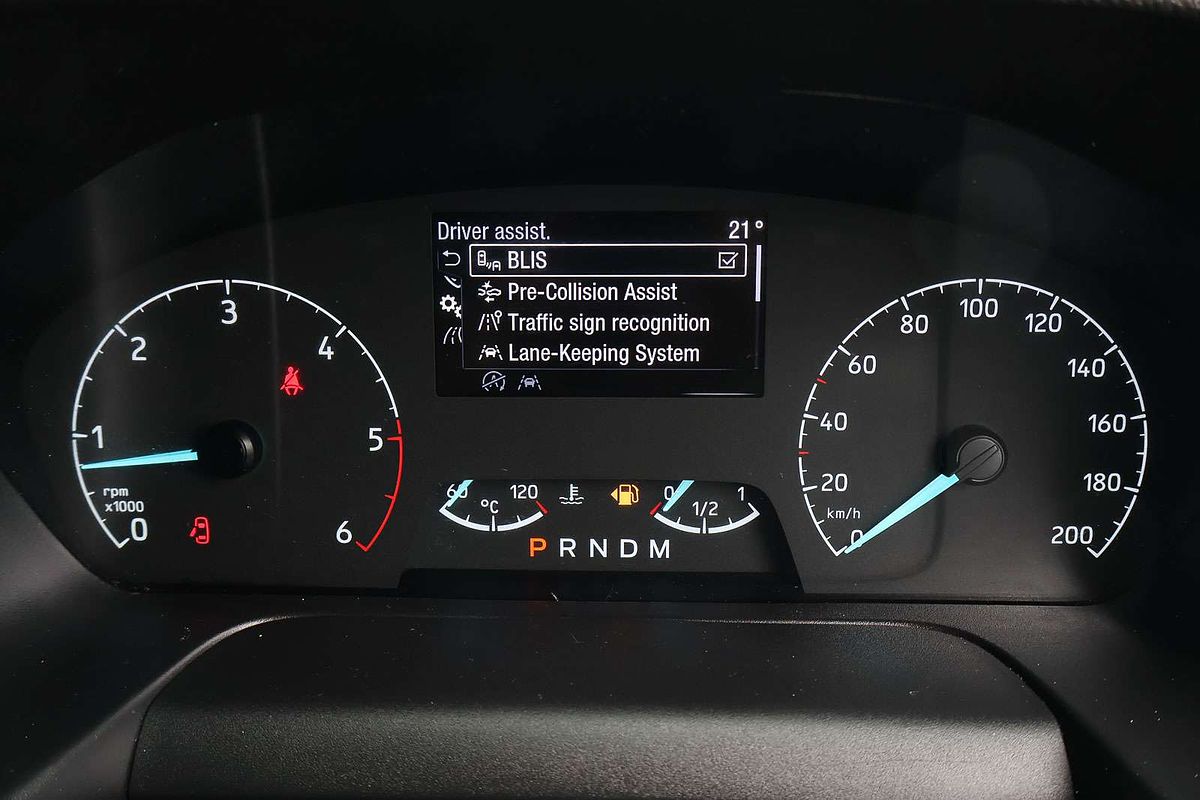 Driver assist. 21°
BLIS
Pre-Collision Assist
Traffic sign recognition
Lane-Keeping System
0
1
2
3
4
5
6
rpm
x1000
60 120
°C
0 1/2 1
P R N D M
0
20
40
60
80
100
120
140
160
180
200
km/h